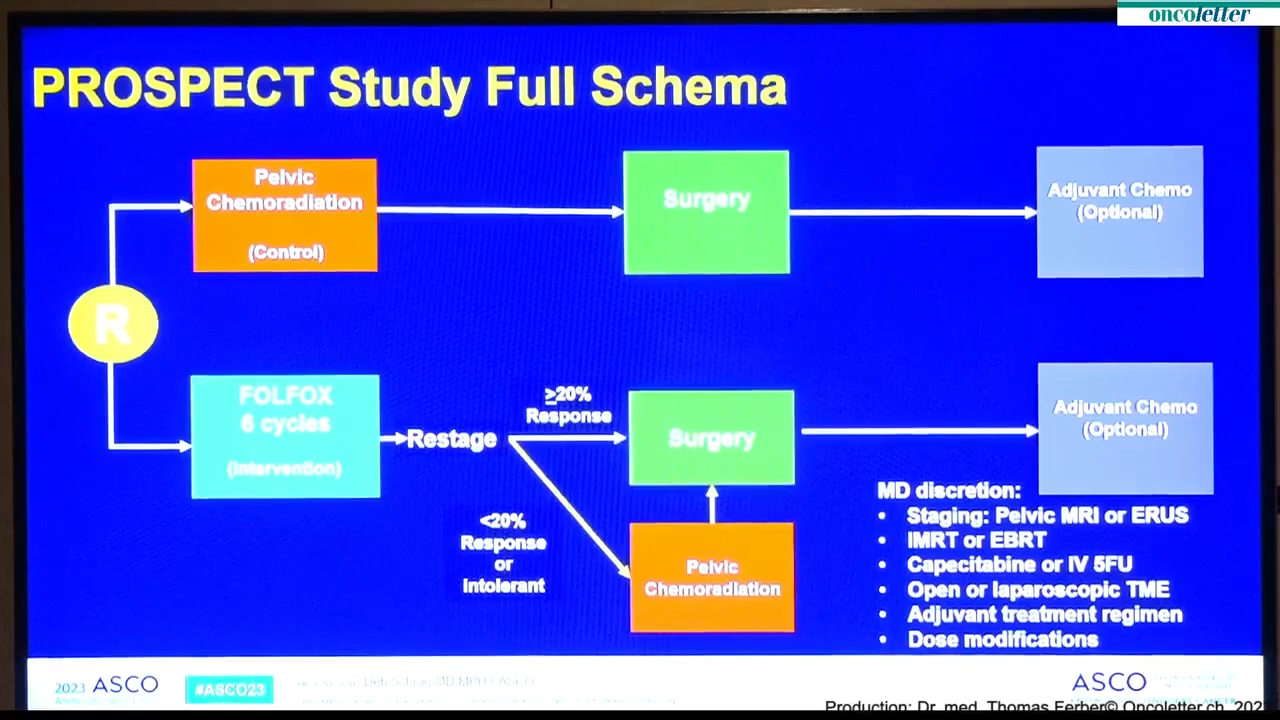 oncoletter
PROSPECT Study Full Schema
Pelvic
Chemoradiation
(Control)
Surgery
Adjuvant Chemo
(Optional)
R
FOLFOX
6 cycles
(Intervention)
Restage
≥20%
Response
Surgery
Adjuvant Chemo
(Optional)
<20%
Response
or
Intolerant
Pelvic
Chemoradiation
MD discretion:
• Staging: Pelvic MRI or ERUS
• IMRT or EBRT
• Capecitabine or IV 5FU
• Open or laparoscopic TME
• Adjuvant treatment regimen
• Dose modifications
2023 ASCO
#ASCO23
ASCO
Production: Dr. med. Thomas Ferber© Oncoletter.ch, 202